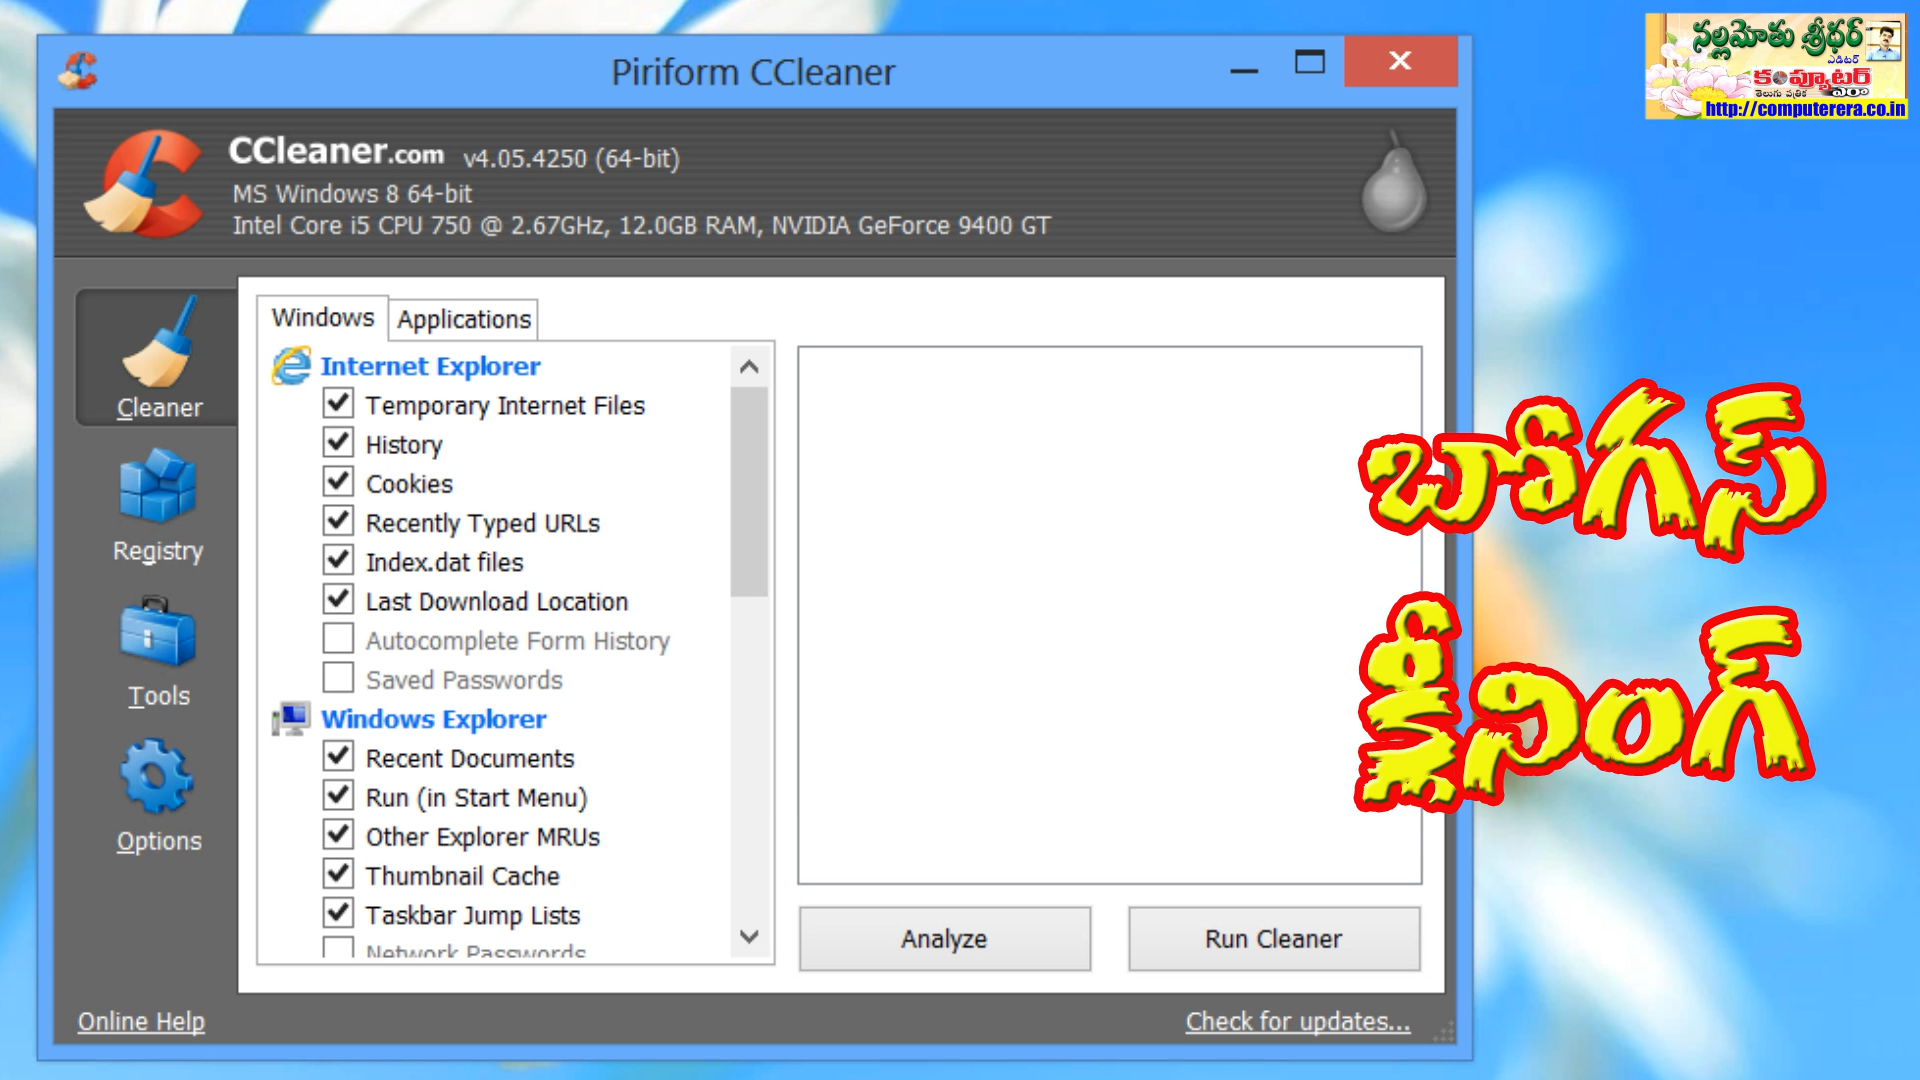 Piriform CCleaner
నల్లమోతు శ్రీధర్
ఎడిటర్
కంప్యూటర్
తెలుగు పత్రిక ఎరా
http://computerera.co.in
CCleaner.com v4.05.4250 (64-bit)
MS Windows 8 64-bit
Intel Core i5 CPU 750 @ 2.67GHz, 12.0GB RAM, NVIDIA GeForce 9400 GT
Cleaner
Registry
Tools
Options
Windows Applications
Internet Explorer
Temporary Internet Files
History
Cookies
Recently Typed URLs
Index.dat files
Last Download Location
Autocomplete Form History
Saved Passwords
Windows Explorer
Recent Documents
Run (in Start Menu)
Other Explorer MRUs
Thumbnail Cache
Taskbar Jump Lists
Network Passwords
Analyze Run Cleaner
బోగస్
క్లీనింగ్
Online Help Check for updates...